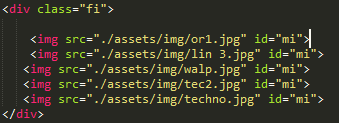 <div class="fi">
<img src="./assets/img/or1.jpg" id="mi">
<img src="./assets/img/lin 3.jpg" id="mi">
<img src="./assets/img/walp.jpg" id="mi">
<img src="./assets/img/tec2.jpg" id="mi">
<img src="./assets/img/techno.jpg" id="mi">
</div>